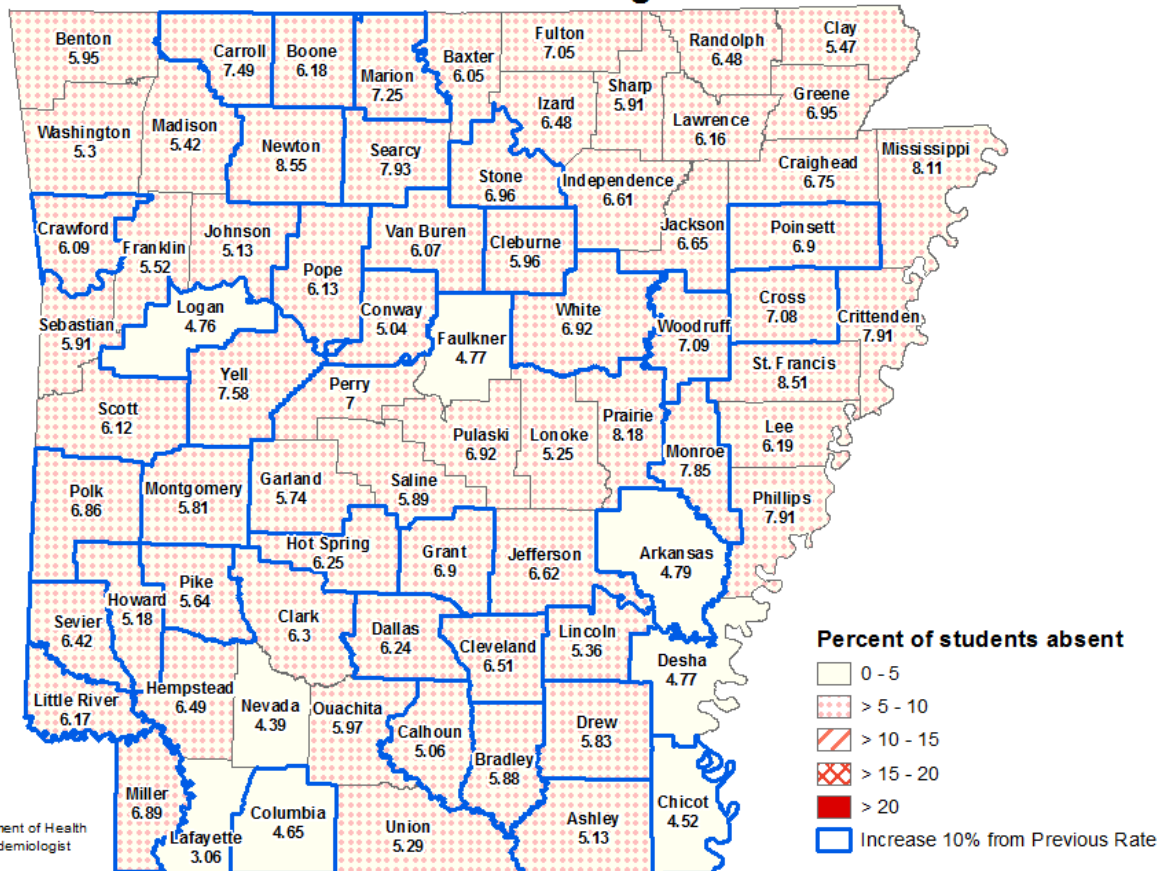 Benton
5.95
Carroll
7.49
Boone
6.18
Marion
7.25
Baxter
6.05
Fulton
7.05
Randolph
6.48
Clay
5.47
Sharp
5.91
Izard
6.48
Greene
6.95
Lawrence
6.16
Washington
5.3
Madison
5.42
Newton
8.55
Searcy
7.93
Stone
6.96
Independence
6.61
Craighead
6.75
Mississippi
8.11
Crawford
6.09
Franklin
5.52
Johnson
5.13
Pope
6.13
Van Buren
6.07
Cleburne
5.96
Jackson
6.65
Poinsett
6.9
Sebastian
5.91
Logan
4.76
Conway
5.04
Faulkner
4.77
White
6.92
Woodruff
7.09
Cross
7.08
Crittenden
7.91
St. Francis
8.51
Scott
6.12
Yell
7.58
Perry
7
Pulaski
6.92
Lonoke
5.25
Prairie
8.18
Monroe
7.85
Lee
6.19
Phillips
7.91
Polk
6.86
Montgomery
5.81
Garland
5.74
Saline
5.89
Hot Spring
6.25
Grant
6.9
Jefferson
6.62
Arkansas
4.79
Sevier
6.42
Howard
5.18
Pike
5.64
Clark
6.3
Dallas
6.24
Cleveland
6.51
Lincoln
5.36
Desha
4.77
Little River
6.17
Hempstead
6.49
Nevada
4.39
Ouachita
5.97
Calhoun
5.06
Bradley
5.88
Drew
5.83
Miller
6.89
Lafayette
3.06
Columbia
4.65
Union
5.29
Ashley
5.13
Chicot
4.52
Percent of students absent
0 - 5
> 5 - 10
> 10 - 15
> 15 - 20
> 20
Increase 10% from Previous Rate
of Health